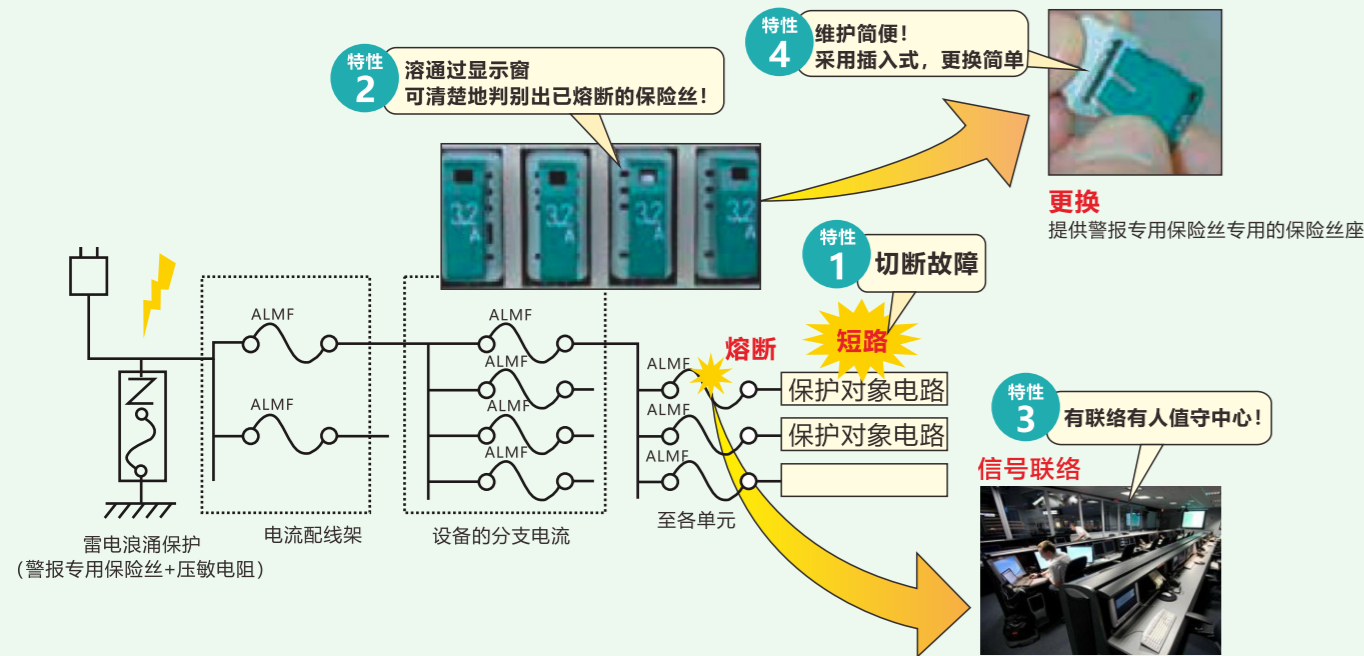 特性
4
维护简便！
采用插入式，更换简单
特性
2
溶通过显示窗
可清楚地判别出已熔断的保险丝！
3.2
A
3.2
3.2
A
3.2
A
更换
提供警报专用保险丝专用的保险丝座
特性
1
切断故障
短路
熔断
ALMF
ALMF
ALMF
ALMF
ALMF
ALMF
ALMF
ALMF
ALMF
保护对象电路
保护对象电路
特性
3
有联络有人值守中心！
信号联络
至各单元
电流配线架
设备的分支电流
雷电浪涌保护
（警报专用保险丝+压敏电阻）